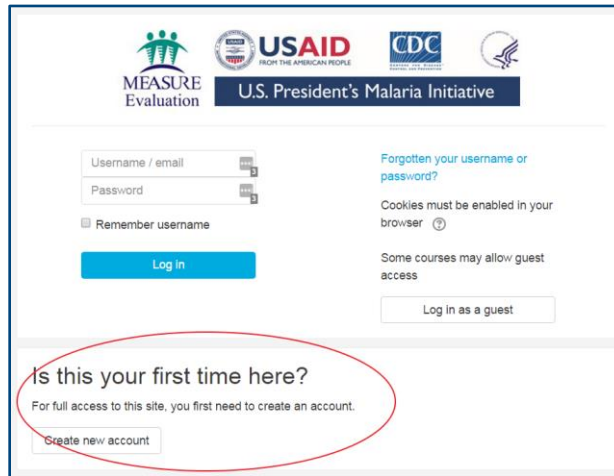 MEASURE
Evaluation
USAID
FROM THE AMERICAN PEOPLE
CDC
U.S. President's Malaria Initiative
Username / email
3
Password
3
Remember username
Log in
Forgotten your username or
password?
Cookies must be enabled in your
browser
Some courses may allow guest
access
Log in as a guest
Is this your first time here?
For full access to this site, you first need to create an account.
Create new account